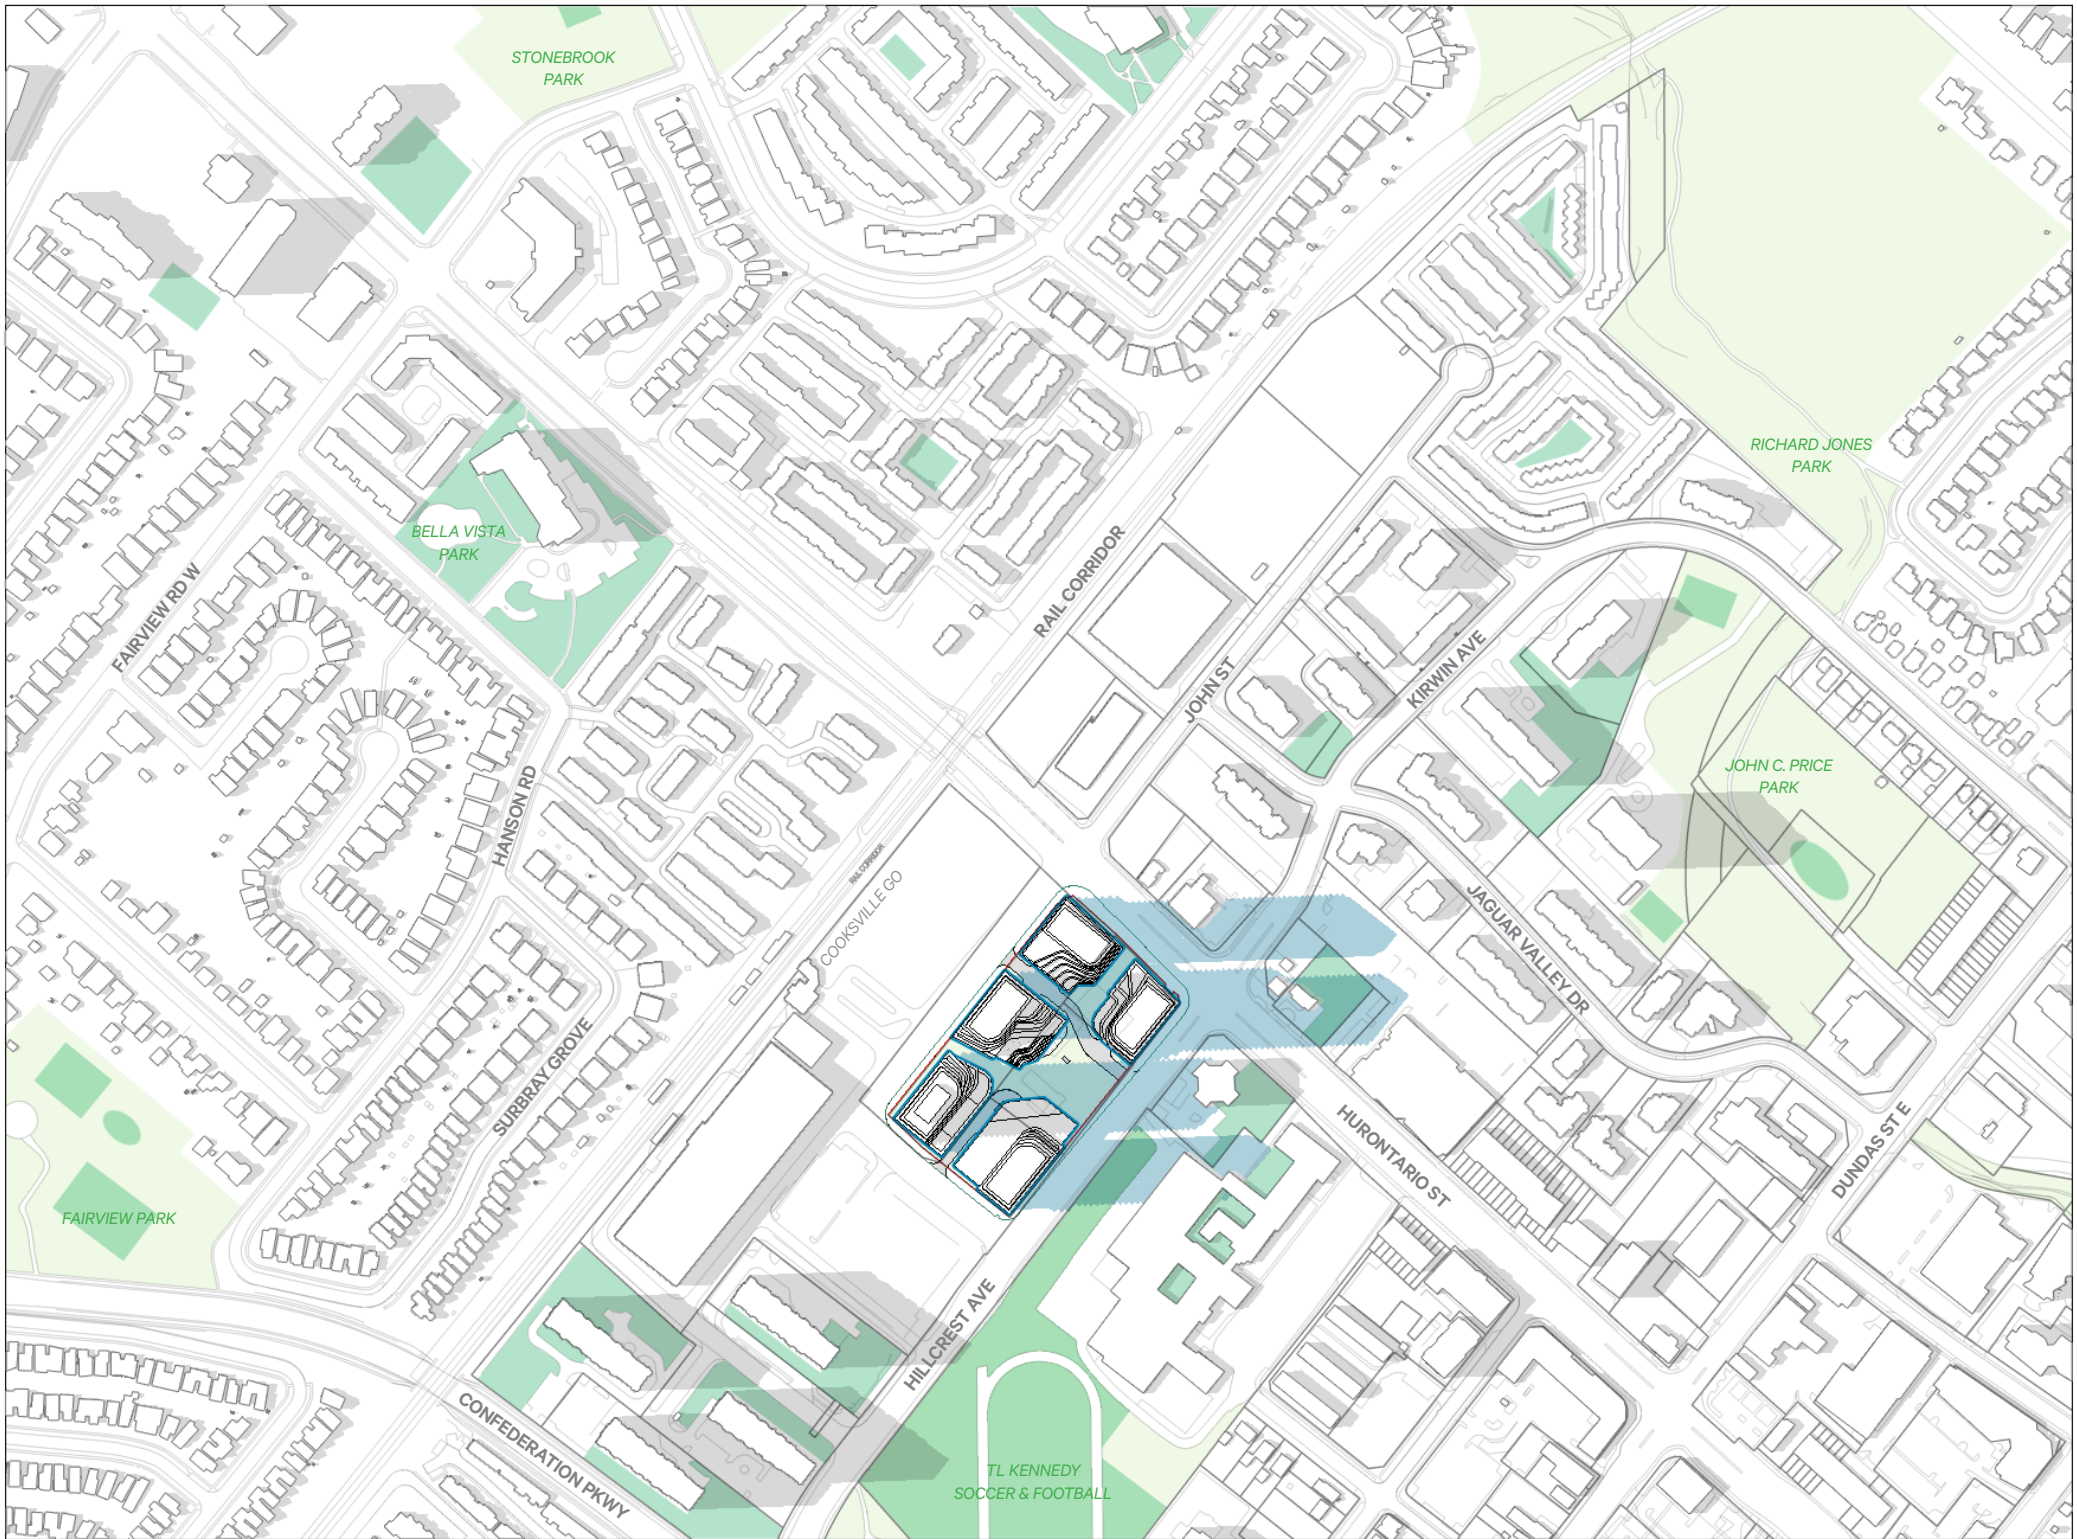 STONEBROOK
PARK
RICHARD JONES
PARK
BELLA VISTA
PARK
FAIRVIEW RD W
RAIL CORRIDOR
JOHN ST
KIRWIN AVE
JOHN C. PRICE
PARK
HANSON RD
RAIL CORRIDOR
COOKSVILLE GO
JAGUAR VALLEY DR
SURBRAY GROVE
HURONTARIO ST
DUNDAS ST E
FAIRVIEW PARK
HILLCREST AVE
CONFEDERATION PKWY
TL KENNEDY
SOCCER & FOOTBALL